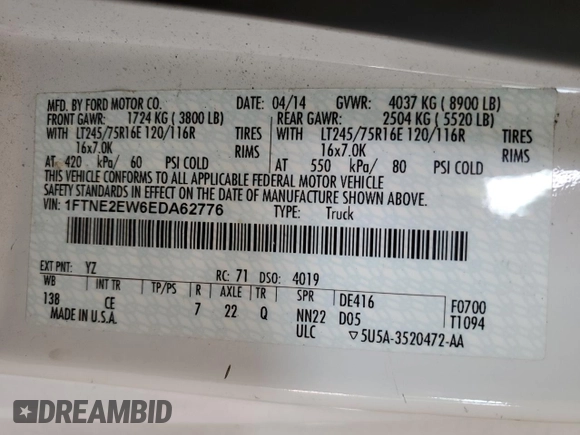 MFD. BY FORD MOTOR CO. DATE: 04/14 GVWR: 4037 KG ( 8900 LB)
FRONT GAWR: 1724 KG ( 3800 LB) REAR GAWR: 2504 KG ( 5520 LB)
WITH LT245/75R16E 120/116R TIRES WITH LT245/75R16E 120/116R TIRES
16x7.0K RIMS 16x7.0K RIMS
AT 420 kPa/ 60 PSI COLD AT 550 kPa/ 80 PSI COLD
THIS VEHICLE CONFORMS TO ALL APPLICABLE FEDERAL MOTOR VEHICLE
SAFETY STANDARDS IN EFFECT ON THE DATE OF MANUFACTURE SHOWN ABOVE.
VIN: 1FTNE2EW6EDA62776 TYPE: Truck
EXT PNT: YZ RC: 71 DSO: 4019
WB INT TR TP/PS R AXLE TR SPR DE416 F0700
138 CE 7 22 Q NN22 D05 T1094
MADE IN U.S.A. ULC ▽5U5A-3520472-AA
DREAMBID